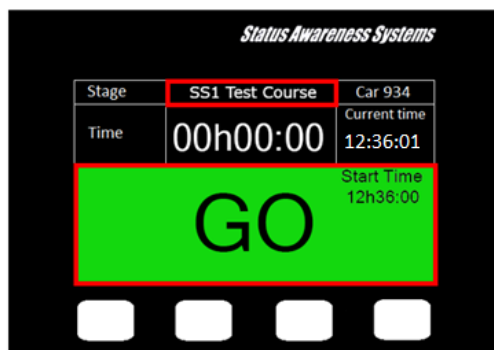 Status Awareness Systems
Stage SS1 Test Course Car 934
Time 00h00:00 Current time
12:36:01
GO Start Time
12h36:00